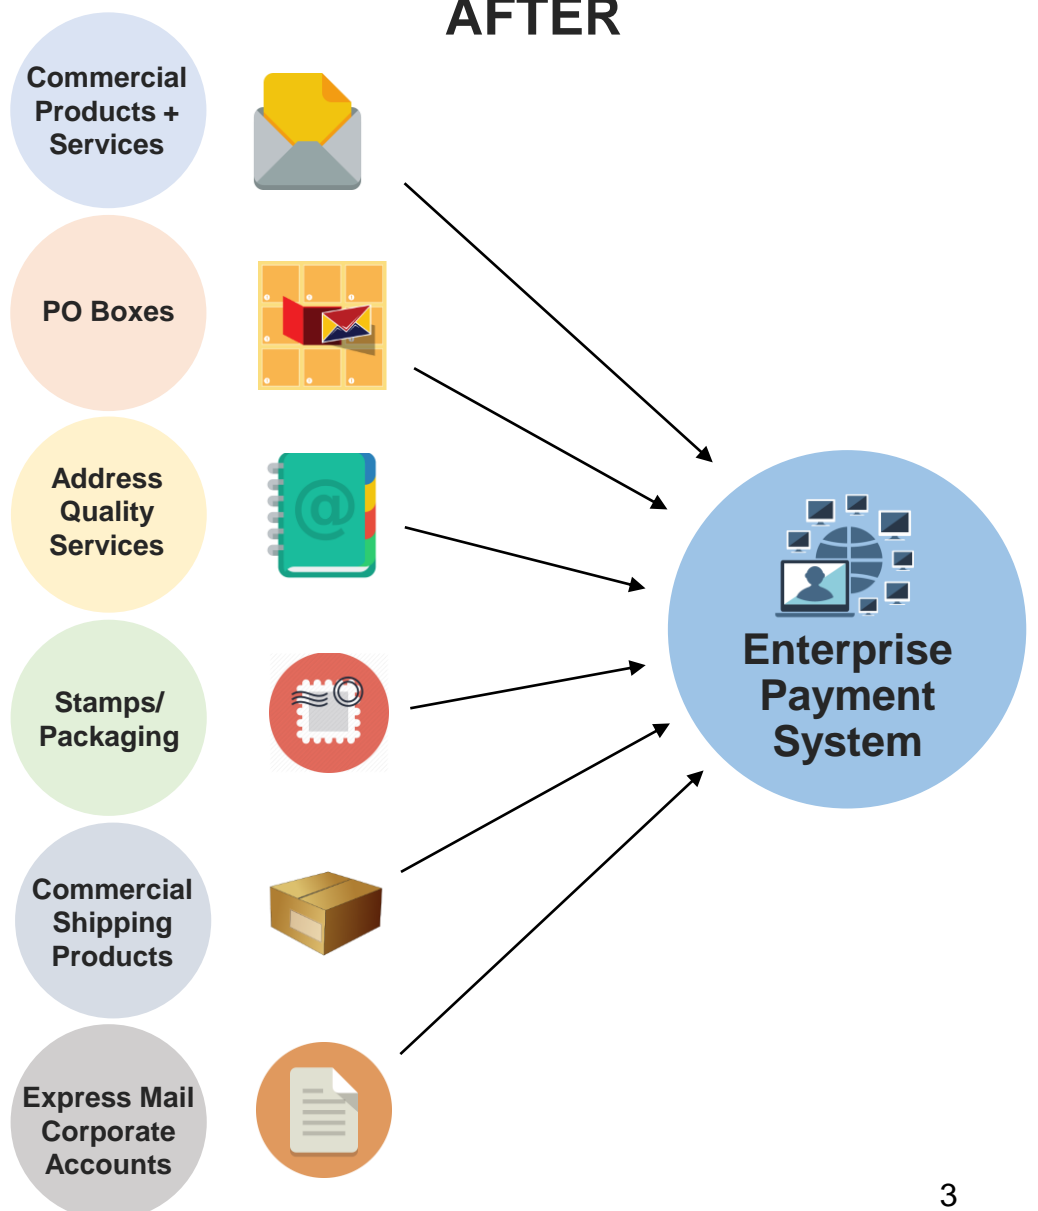 AFTER
Commercial
Products +
Services
PO Boxes
Address
Quality
Services
@
Stamps/
Packaging
Commercial
Shipping
Products
Express Mail
Corporate
Accounts
Enterprise
Payment
System
3